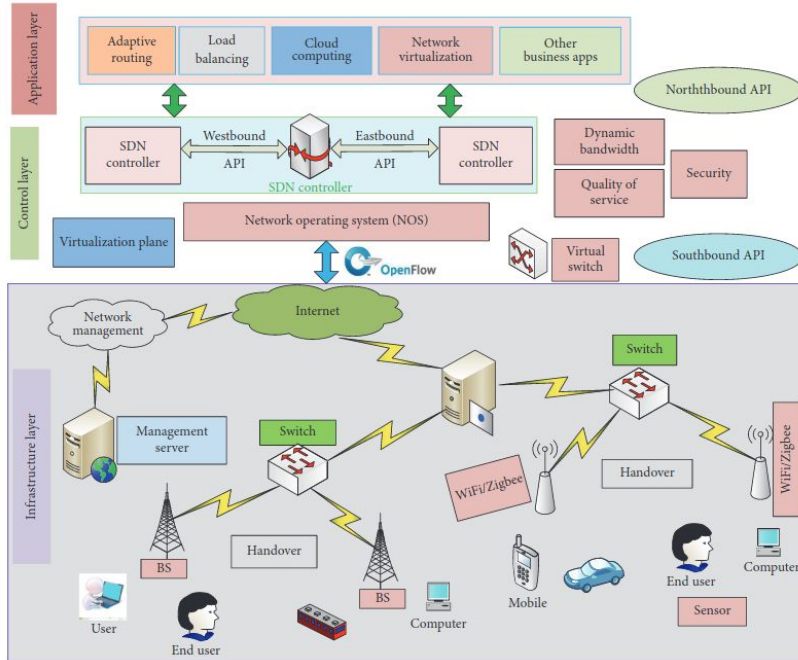 Application layer
Adaptive
routing
Load
balancing
Cloud
computing
Network
virtualization
Other
business apps
Norththbound API
Control layer
SDN
controller
Westbound
API
Eastbound
API
SDN
controller
SDN controller
Dynamic
bandwidth
Quality of
service
Security
Network operating system (NOS)
Virtualization plane
OpenFlow
Virtual
switch
Southbound API
Infrastructure layer
Network
management
Internet
Switch
Management
server
Switch
WiFi/Zigbee
Handover
WiFi/Zigbee
BS
Handover
BS
User
End user
Computer
Mobile
End user
Computer
Sensor